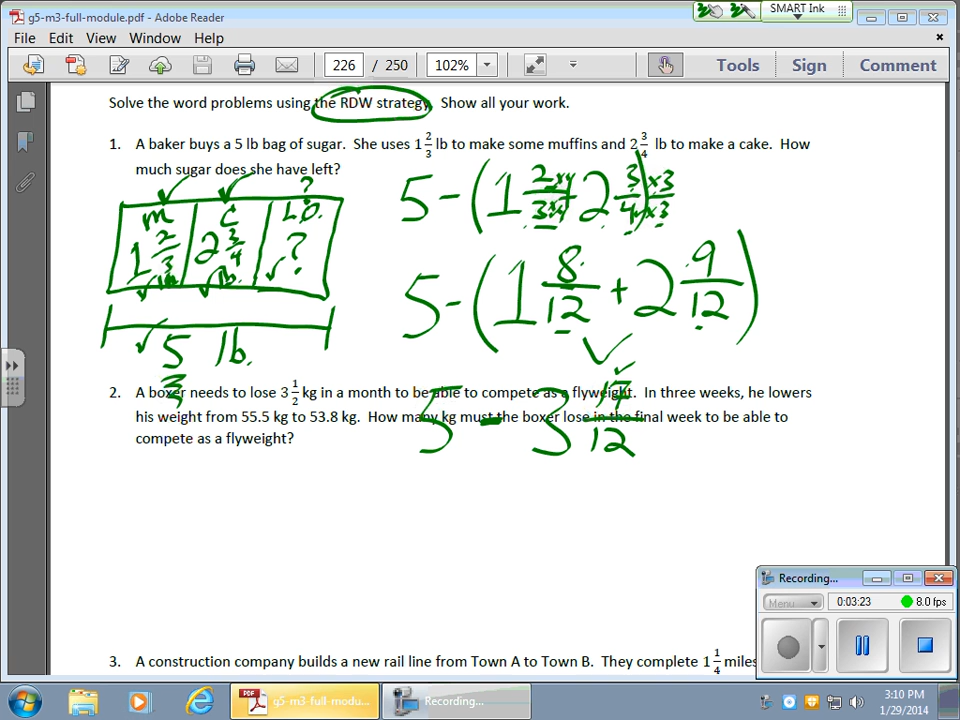 g5-m3-full-module.pdf - Adobe Reader
SMART Ink
File Edit View Window Help
226 / 250 102% Tools Sign Comment
Solve the word problems using the RDW strategy. Show all your work.
1. A baker buys a 5 lb bag of sugar. She uses 1 2/3 lb to make some muffins and 2 3/4 lb to make a cake. How
much sugar does she have left?
5 - (1 2/3 x4/x4 2 3/4) x3/x3
m C L.O. ?
1 2/3 lb 2 3/4 lb. ?
5 - (1 8/12 + 2 9/12)
5 lb.
2. A boxer needs to lose 3 1/2 kg in a month to be able to compete as a flyweight. In three weeks, he lowers
his weight from 55.5 kg to 53.8 kg. How many kg must the boxer lose in the final week to be able to
compete as a flyweight?
5 - 3 17/12
Recording...
Menu 0:03:23 8.0 fps
3. A construction company builds a new rail line from Town A to Town B. They complete 1 1/4 miles
g5-m3-full-modu... Recording... 3:10 PM
1/29/2014